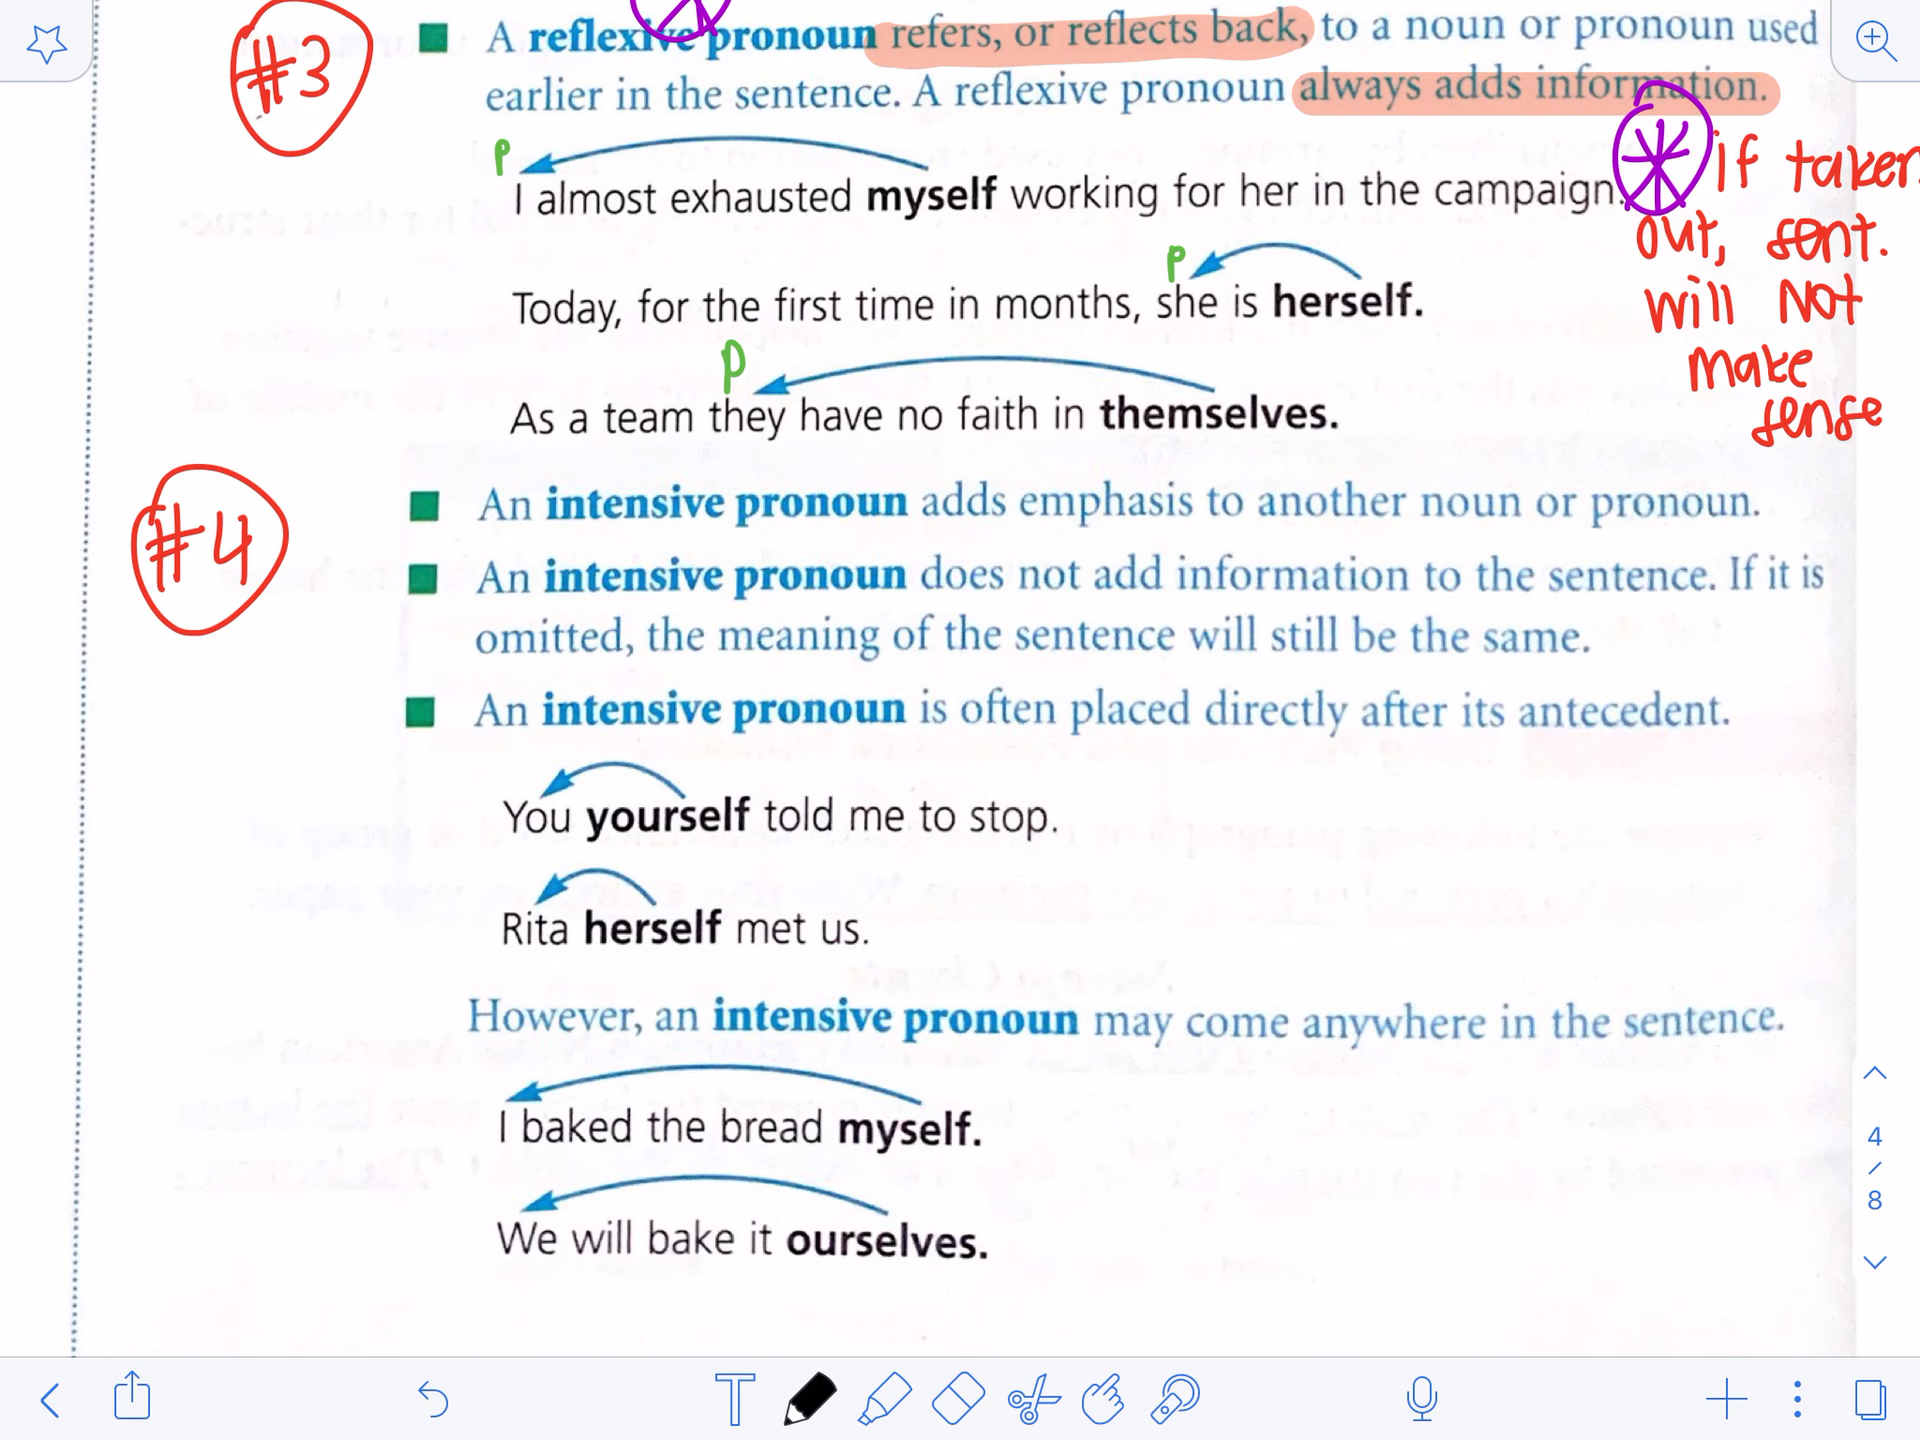 #3
A reflexive pronoun refers, or reflects back, to a noun or pronoun used
earlier in the sentence. A reflexive pronoun always adds information.
P
I almost exhausted myself working for her in the campaign.
if taken
out, sent.
will NOT
make
sense
P
Today, for the first time in months, she is herself.
P
As a team they have no faith in themselves.
#4
An intensive pronoun adds emphasis to another noun or pronoun.
An intensive pronoun does not add information to the sentence. If it is
omitted, the meaning of the sentence will still be the same.
An intensive pronoun is often placed directly after its antecedent.
You yourself told me to stop.
Rita herself met us.
However, an intensive pronoun may come anywhere in the sentence.
I baked the bread myself.
We will bake it ourselves.
4
/
8
T